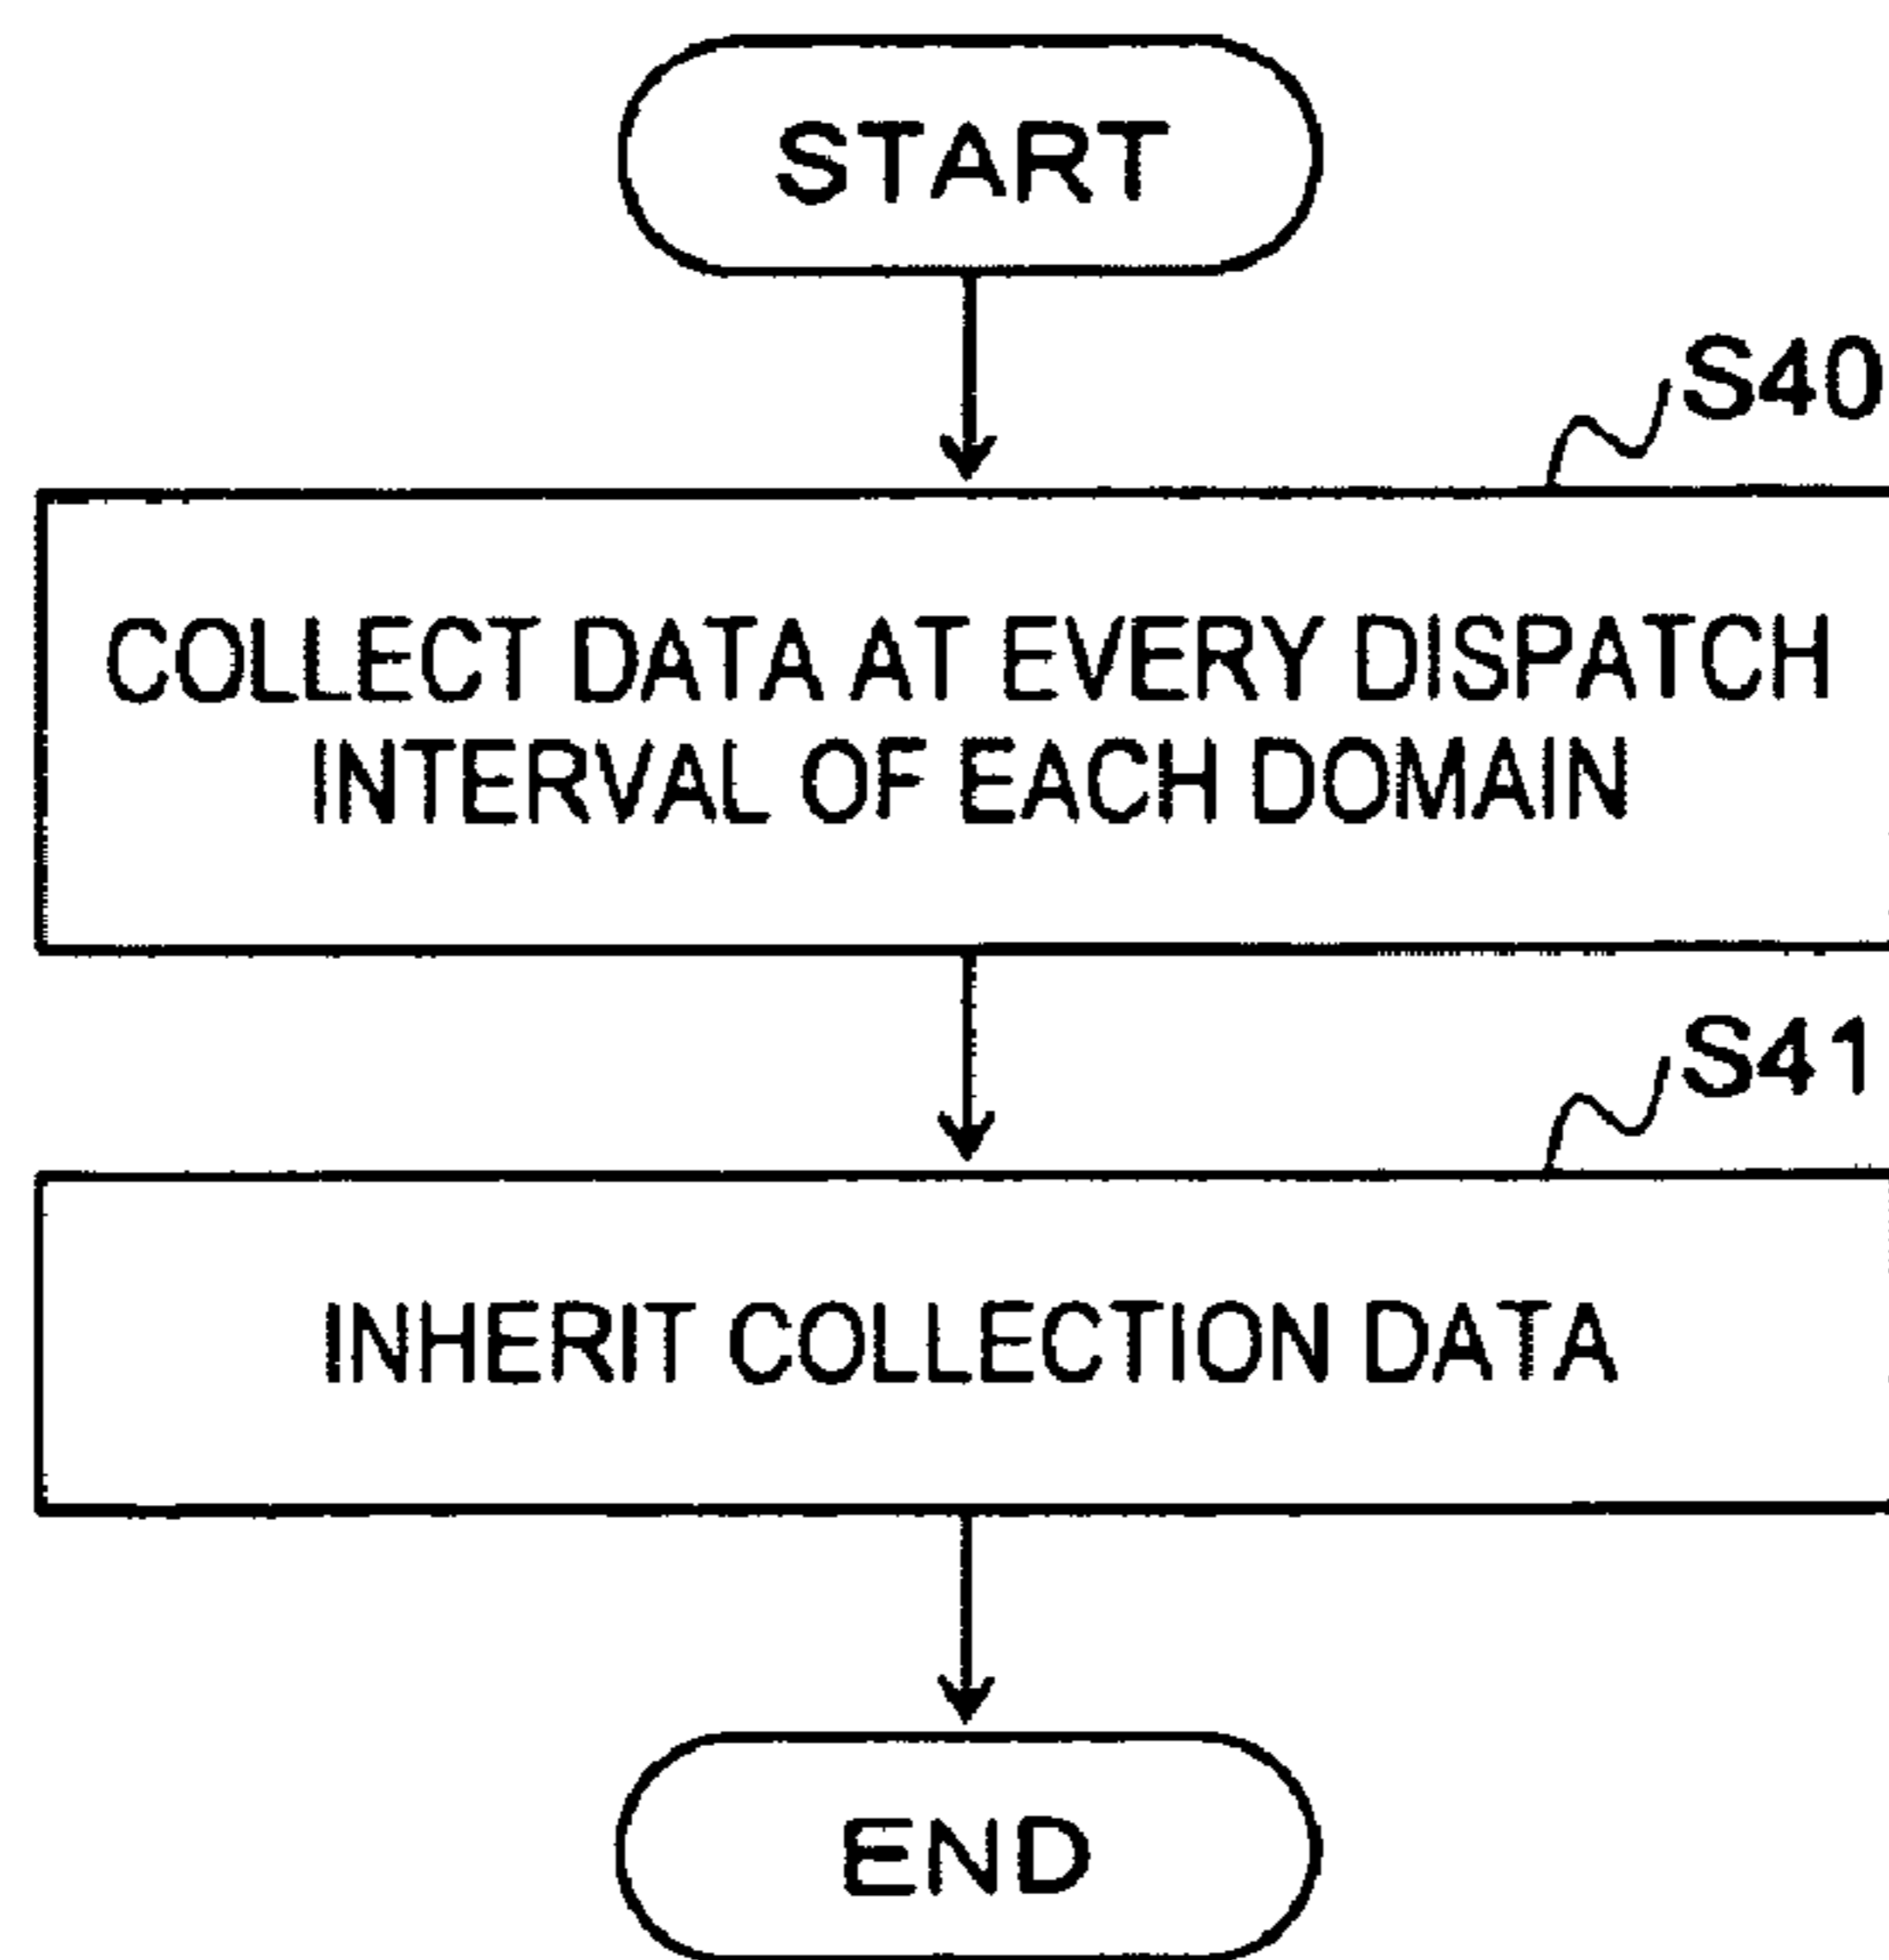 START
S40
COLLECT DATA AT EVERY DISPATCH
INTERVAL OF EACH DOMAIN
S41
INHERIT COLLECTION DATA
END